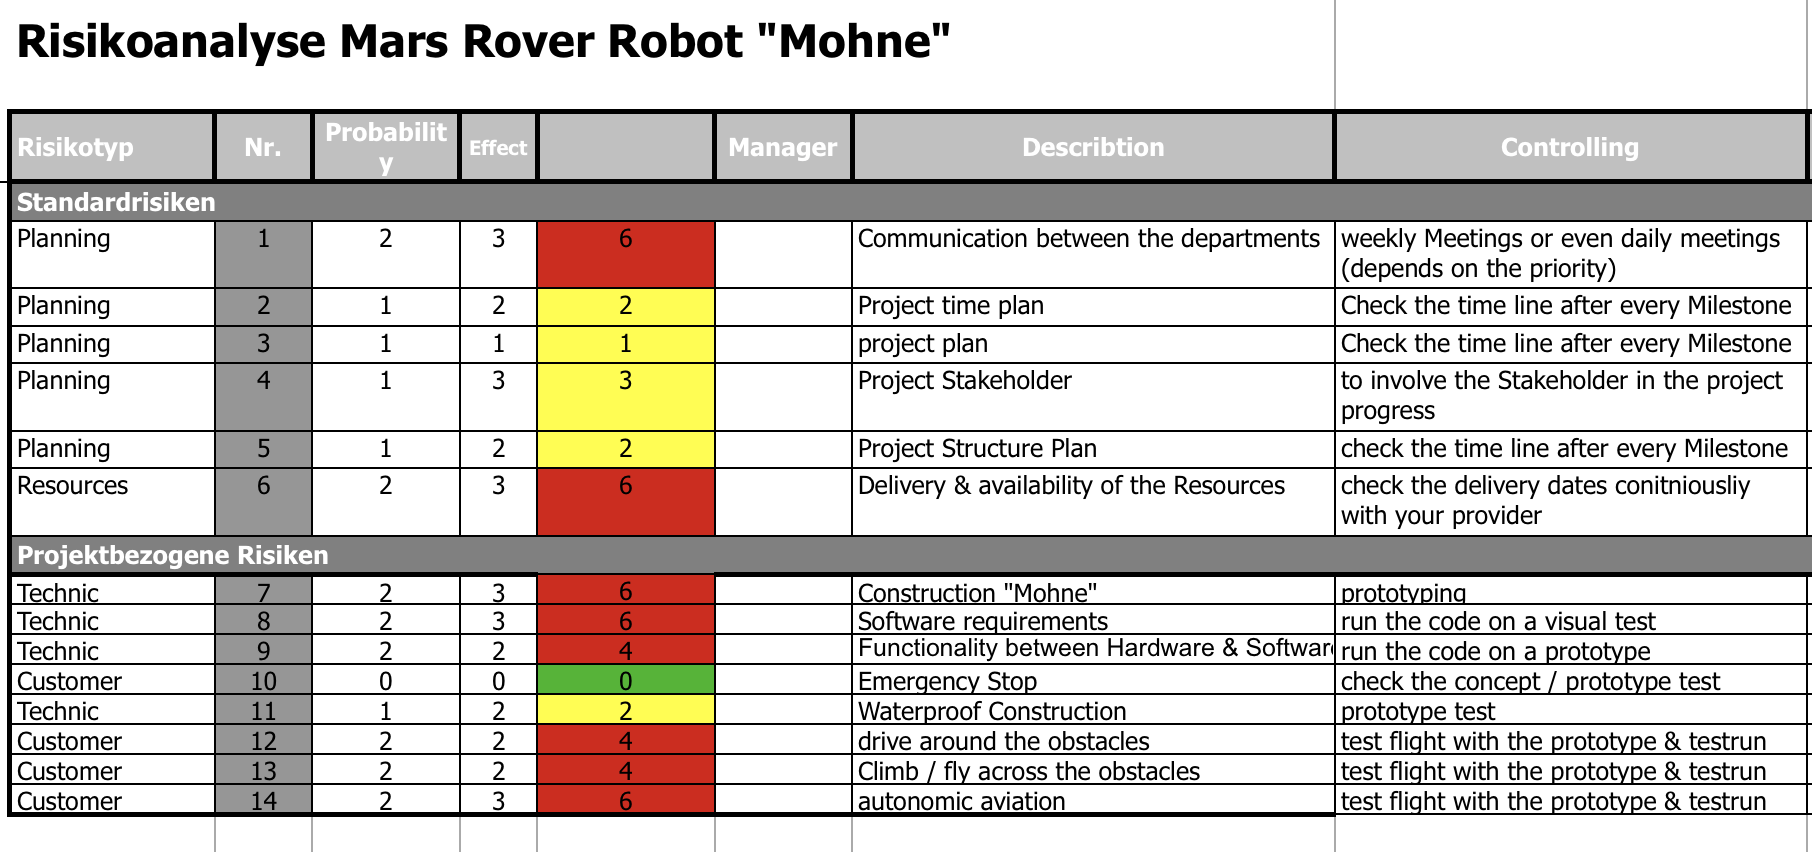 Risikoanalyse Mars Rover Robot "Mohne"
Risikotyp Nr. Probabilit y Effect Manager Describtion Controlling
Standardrisiken
Planning 1 2 3 6 Communication between the departments weekly Meetings or even daily meetings
(depends on the priority)
Planning 2 1 2 2 Project time plan Check the time line after every Milestone
Planning 3 1 1 1 project plan Check the time line after every Milestone
Planning 4 1 3 3 Project Stakeholder to involve the Stakeholder in the project
progress
Planning 5 1 2 2 Project Structure Plan check the time line after every Milestone
Resources 6 2 3 6 Delivery & availability of the Resources check the delivery dates conitniousliy
with your provider
Projektbezogene Risiken
Technic 7 2 3 6 Construction "Mohne" prototyping
Technic 8 2 3 6 Software requirements run the code on a visual test
Technic 9 2 2 4 Functionality between Hardware & Software run the code on a prototype
Customer 10 0 0 0 Emergency Stop check the concept / prototype test
Technic 11 1 2 2 Waterproof Construction prototype test
Customer 12 2 2 4 drive around the obstacles test flight with the prototype & testrun
Customer 13 2 2 4 Climb / fly across the obstacles test flight with the prototype & testrun
Customer 14 2 3 6 autonomic aviation test flight with the prototype & testrun